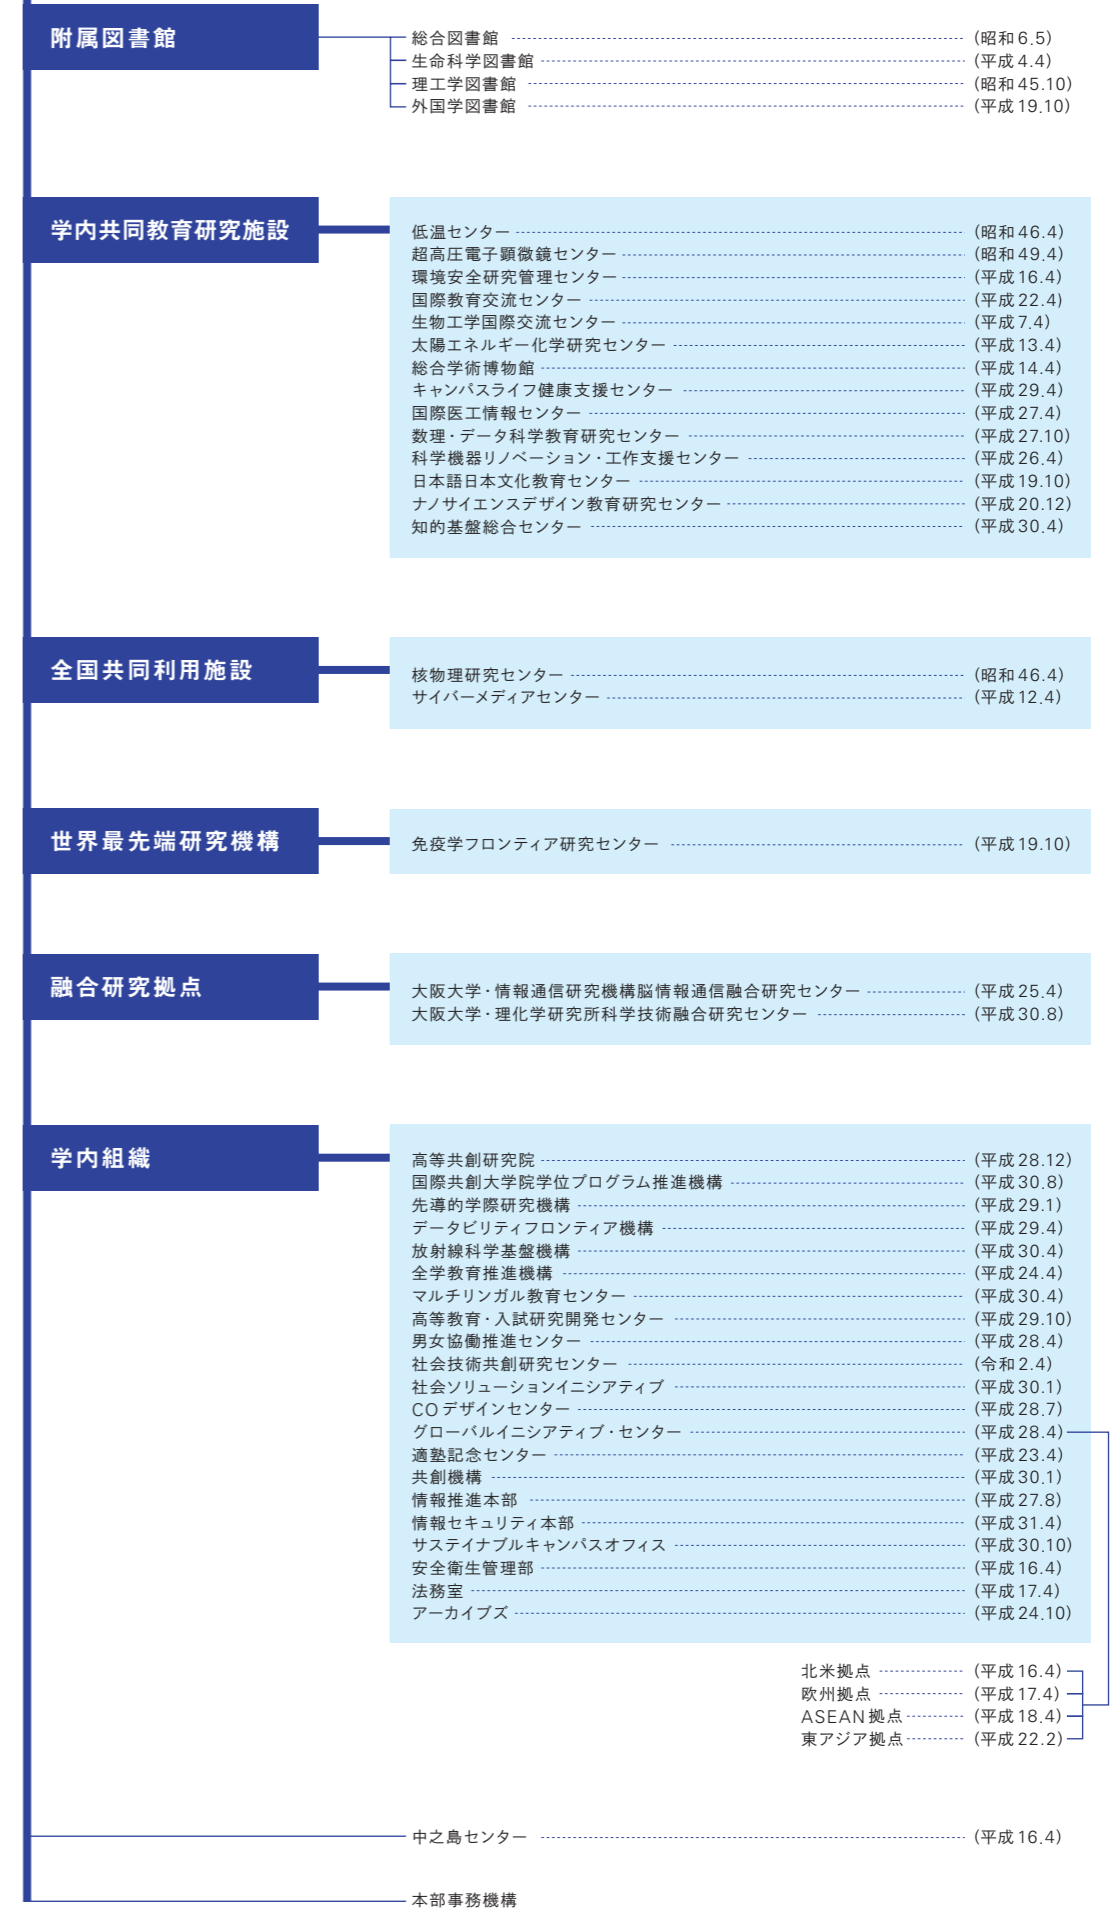 附属図書館
総合図書館 (昭和6.5)
生命科学図書館 (平成4.4)
理工学図書館 (昭和45.10)
外国学図書館 (平成19.10)
学内共同教育研究施設
低温センター (昭和46.4)
超高圧電子顕微鏡センター (昭和49.4)
環境安全研究管理センター (平成16.4)
国際教育交流センター (平成22.4)
生物工学国際交流センター (平成7.4)
太陽エネルギー化学研究センター (平成13.4)
総合学術博物館 (平成14.4)
キャンパスライフ健康支援センター (平成29.4)
国際医工情報センター (平成27.4)
数理・データ科学教育研究センター (平成27.10)
科学機器リノベーション・工作支援センター (平成26.4)
日本語日本文化教育センター (平成19.10)
ナノサイエンスデザイン教育研究センター (平成20.12)
知的基盤総合センター (平成30.4)
全国共同利用施設
核物理研究センター (昭和46.4)
サイバーメディアセンター (平成12.4)
世界最先端研究機構
免疫学フロンティア研究センター (平成19.10)
融合研究拠点
大阪大学・情報通信研究機構脳情報通信融合研究センター (平成25.4)
大阪大学・理化学研究所科学技術融合研究センター (平成30.8)
学内組織
高等共創研究院 (平成28.12)
国際共創大学院学位プログラム推進機構 (平成30.8)
先導的学際研究機構 (平成29.1)
データビリティフロンティア機構 (平成29.4)
放射線科学基盤機構 (平成30.4)
全学教育推進機構 (平成24.4)
マルチリンガル教育センター (平成30.4)
高等教育・入試研究開発センター (平成29.10)
男女協働推進センター (平成28.4)
社会技術共創研究センター (令和2.4)
社会ソリューションイニシアティブ (平成30.1)
COデザインセンター (平成28.7)
グローバルイニシアティブ・センター (平成28.4)
適塾記念センター (平成23.4)
共創機構 (平成30.1)
情報推進本部 (平成27.8)
情報セキュリティ本部 (平成31.4)
サステイナブルキャンパスオフィス (平成30.10)
安全衛生管理部 (平成16.4)
法務室 (平成17.4)
アーカイブズ (平成24.10)
北米拠点 (平成16.4)
欧州拠点 (平成17.4)
ASEAN拠点 (平成18.4)
東アジア拠点 (平成22.2)
中之島センター (平成16.4)
本部事務機構